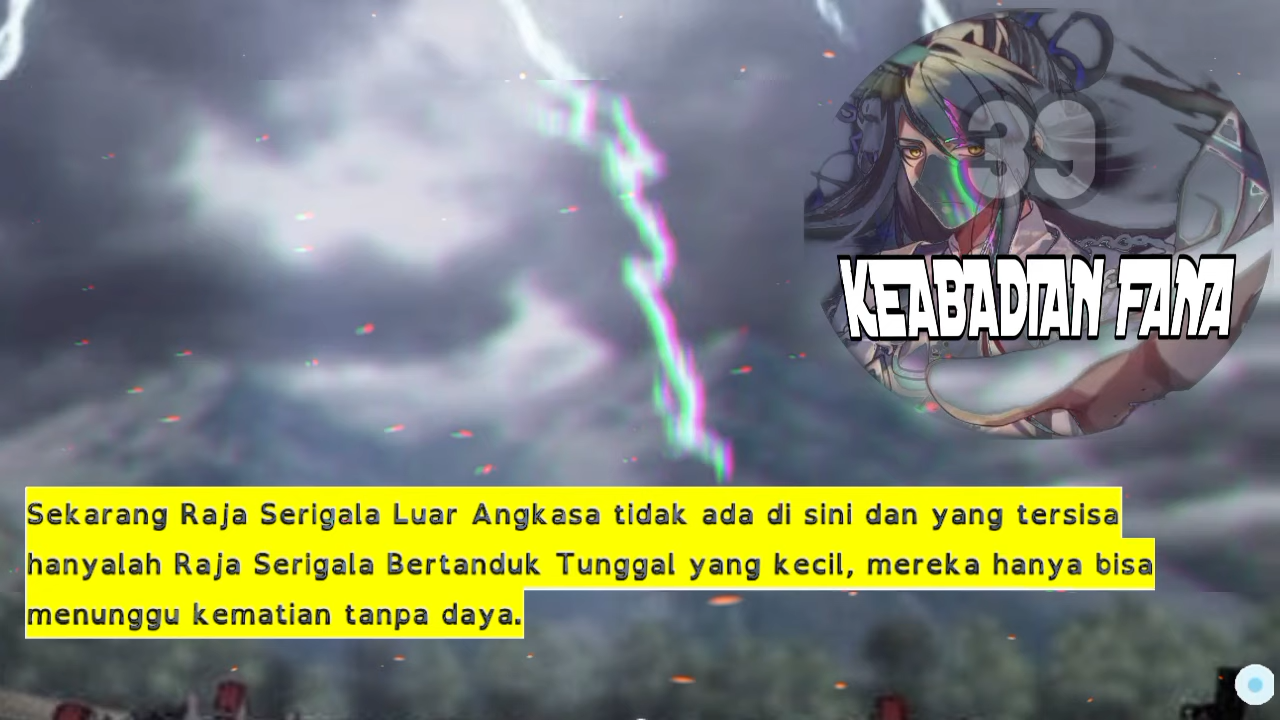 39
KEABADIAN FANA
Sekarang Raja Serigala Luar Angkasa tidak ada di sini dan yang tersisa
hanyalah Raja Serigala Bertanduk Tunggal yang kecil, mereka hanya bisa
menunggu kematian tanpa daya.